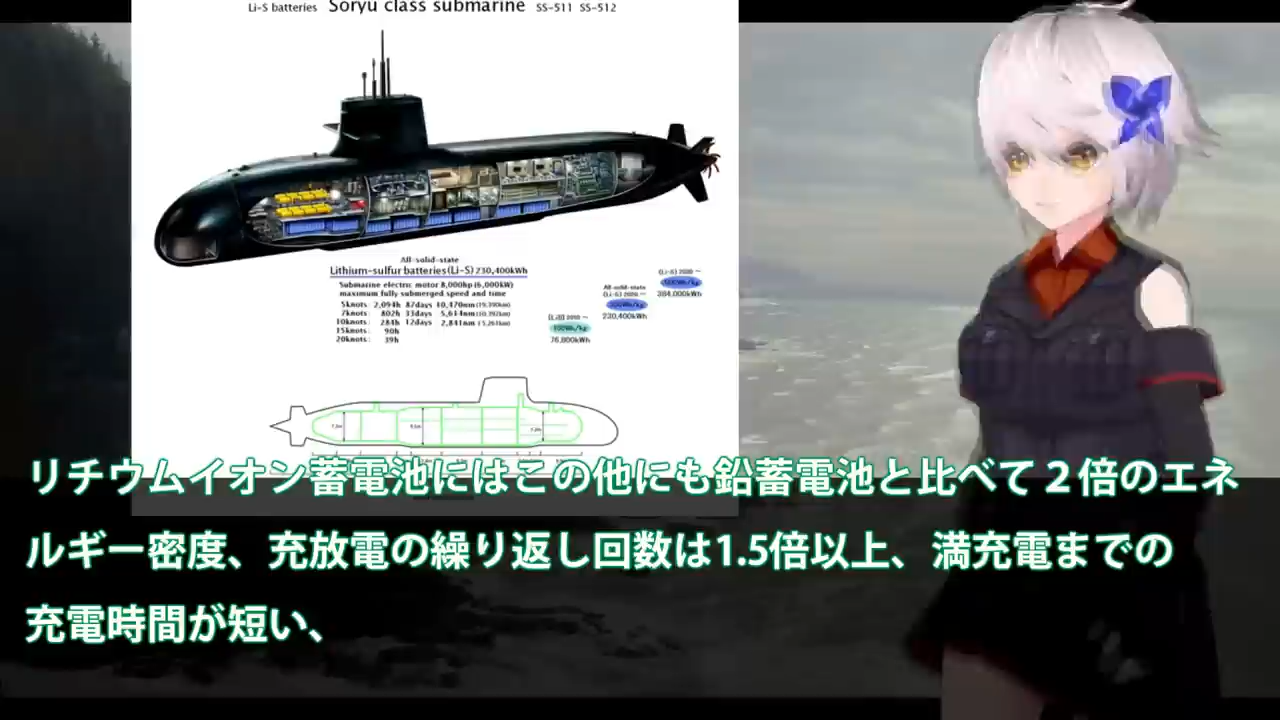 Li-S batteries Soryu class submarine SS-511 SS-512
All-solid-state
Lithium-sulfur batteries(Li-S) 230,400kWh
Submarine electric motor 8,000hp (6,000kW)
maximum fully submerged speed and time
5knots: 2,094h 87days 10,470nm
7knots: 802h 33days 5,614nm
10knots: 284h 12days 2,841nm
15knots: 90h
20knots: 39h
76,800kWh
All-solid-state
230,400kWh
384,000kWh
リチウムイオン蓄電池にはこの他にも鉛蓄電池と比べて２倍のエネ
ルギー密度、充放電の繰り返し回数は1.5倍以上、満充電までの
充電時間が短い、